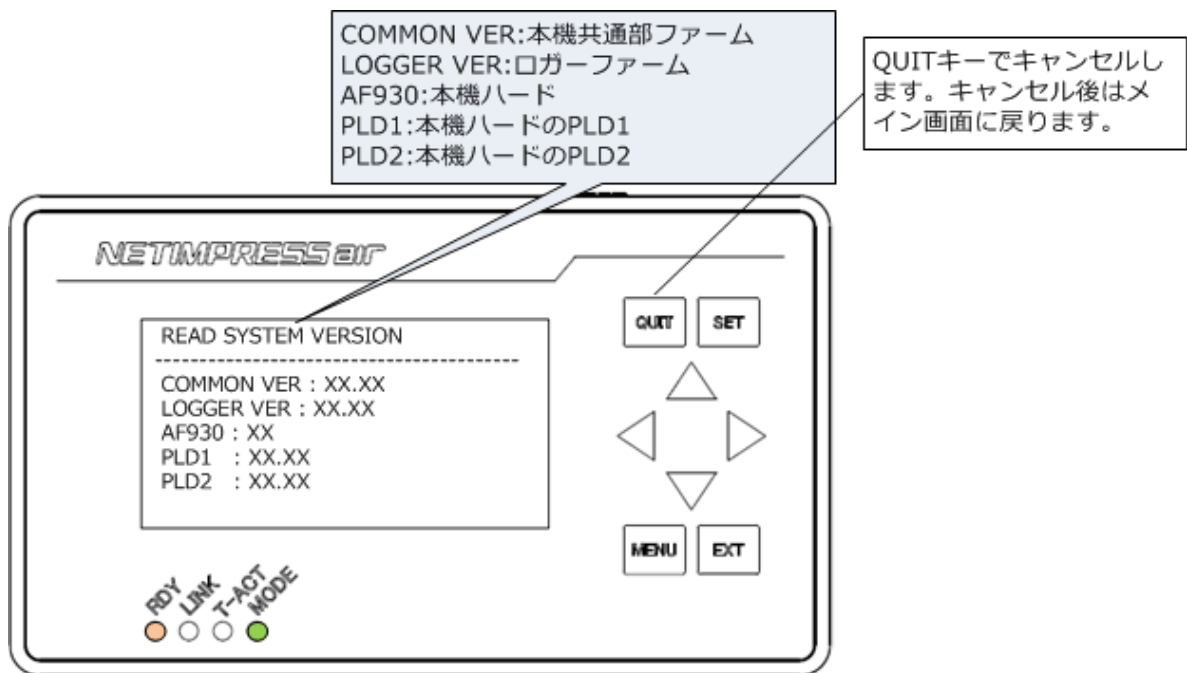 COMMON VER:本機共通部ファーム
LOGGER VER:ロガーファーム
AF930:本機ハード
PLD1:本機ハードのPLD1
PLD2:本機ハードのPLD2
QUITキーでキャンセルし
ます。キャンセル後はメ
イン画面に戻ります。
NETIMPRESS air
READ SYSTEM VERSION
----------------------------------------
COMMON VER : XX.XX
LOGGER VER : XX.XX
AF930 : XX
PLD1 : XX.XX
PLD2 : XX.XX
QUIT SET
MENU EXT
RDY LINK T-ACT MODE